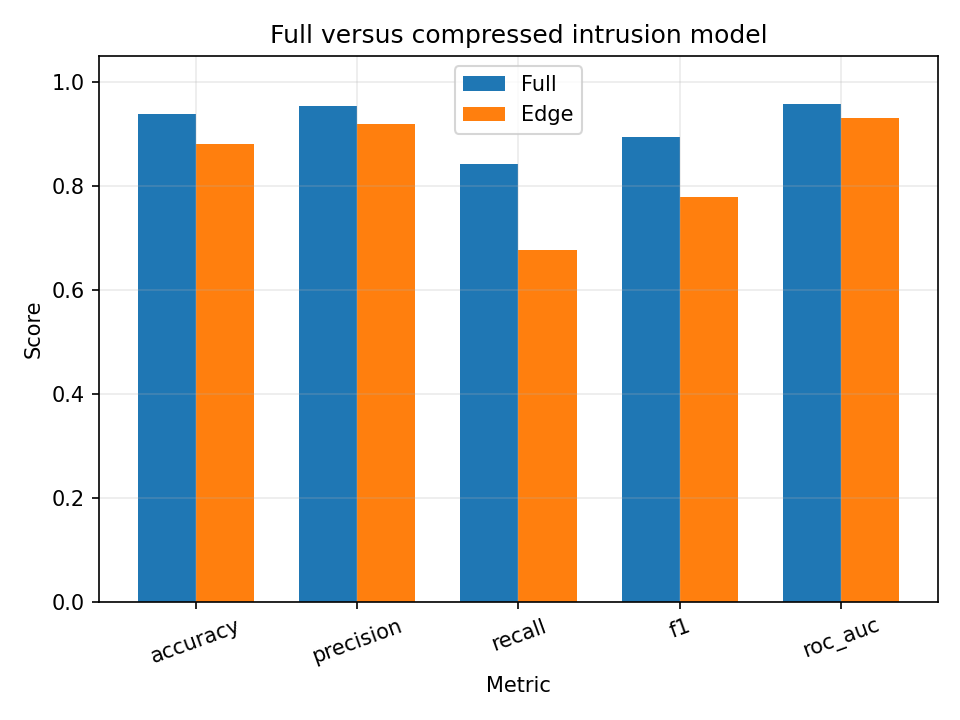 Full versus compressed intrusion model
Full
Edge
Score
1.0
0.8
0.6
0.4
0.2
0.0
accuracy
precision
recall
f1
roc_auc
Metric